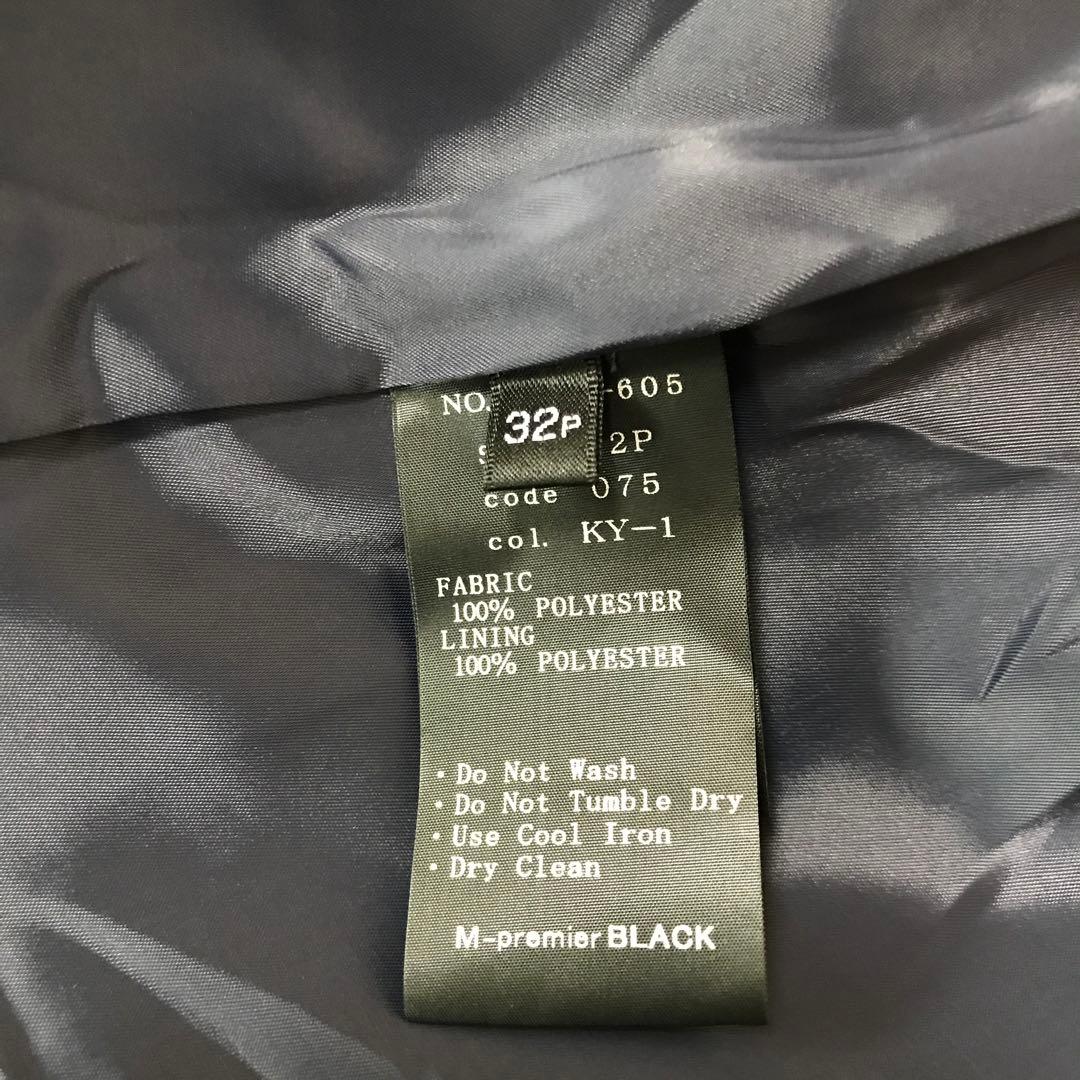 NO. -605
32P
2P
code 075
col. KY-1
FABRIC
100% POLYESTER
LINING
100% POLYESTER
· Do Not Wash
· Do Not Tumble Dry
· Use Cool Iron
· Dry Clean
M-premier BLACK